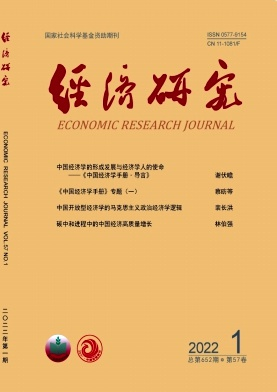 国家社会科学基金资助期刊
ISSN 0577-9154
CN 11-1081/F
经济研究
ECONOMIC RESEARCH JOURNAL
中国经济学的形成发展与经济学人的使命
——《中国经济学手册·导言》 谢伏瞻
《中国经济学手册》专题（一） 蔡昉等
中国开放型经济学的马克思主义政治经济学逻辑 裴长洪
碳中和进程中的中国经济高质量增长 林伯强
2022 1
总第652期 第57卷
经济研究
ECONOMIC RESEARCH JOURNAL VOL.57 NO.1
二〇二二年第一期